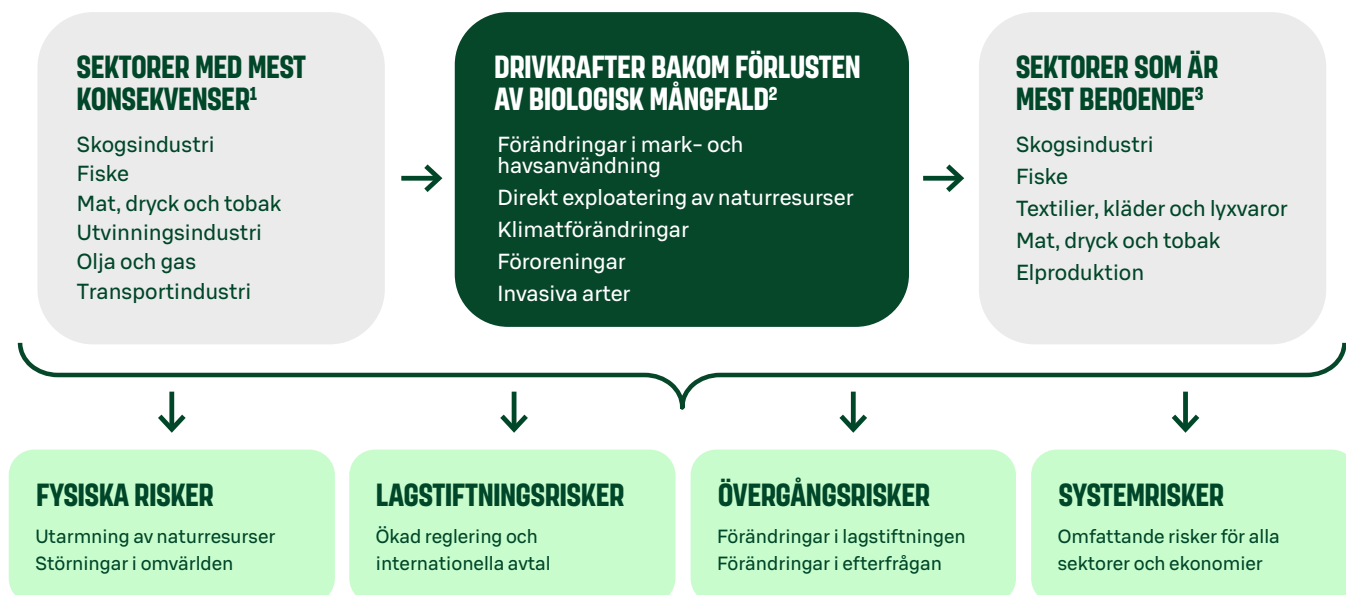 SEKTORER MED MEST
KONSEKVENSER¹
Skogsindustri
Fiske
Mat, dryck och tobak
Utvinningsindustri
Olja och gas
Transportindustri
DRIVKRAFTER BAKOM FÖRLUSTEN
AV BIOLOGISK MÅNGFALD²
Förändringar i mark- och
havsanvändning
Direkt exploatering av naturresurser
Klimatförändringar
Föroreningar
Invasiva arter
SEKTORER SOM ÄR
MEST BEROENDE³
Skogsindustri
Fiske
Textilier, kläder och lyxvaror
Mat, dryck och tobak
Elproduktion
FYSISKA RISKER
Utarmning av naturresurser
Störningar i omvärlden
LAGSTIFTNINGSRISKER
Ökad reglering och
internationella avtal
ÖVERGÅNGSRISKER
Förändringar i lagstiftningen
Förändringar i efterfrågan
SYSTEMRISKER
Omfattande risker för alla
sektorer och ekonomier